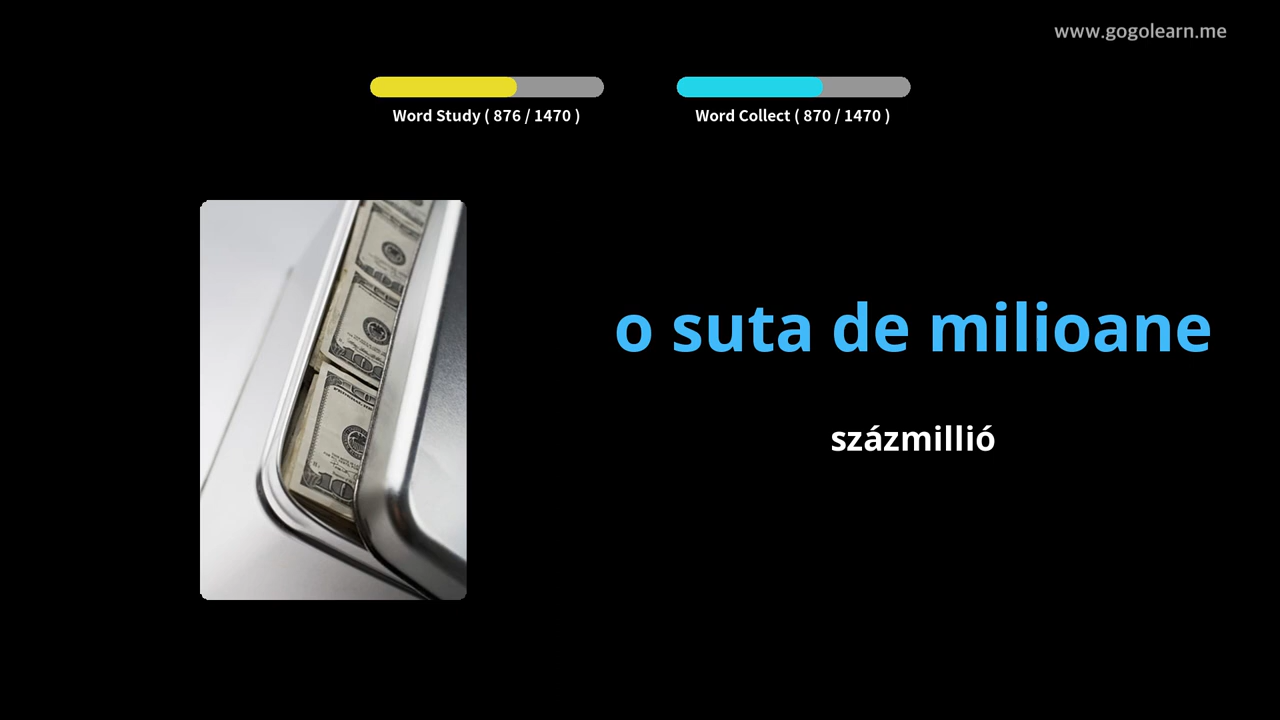 www.gogolearn.me
Word Study ( 876 / 1470 )
Word Collect ( 870 / 1470 )
o suta de milioane
százmillió